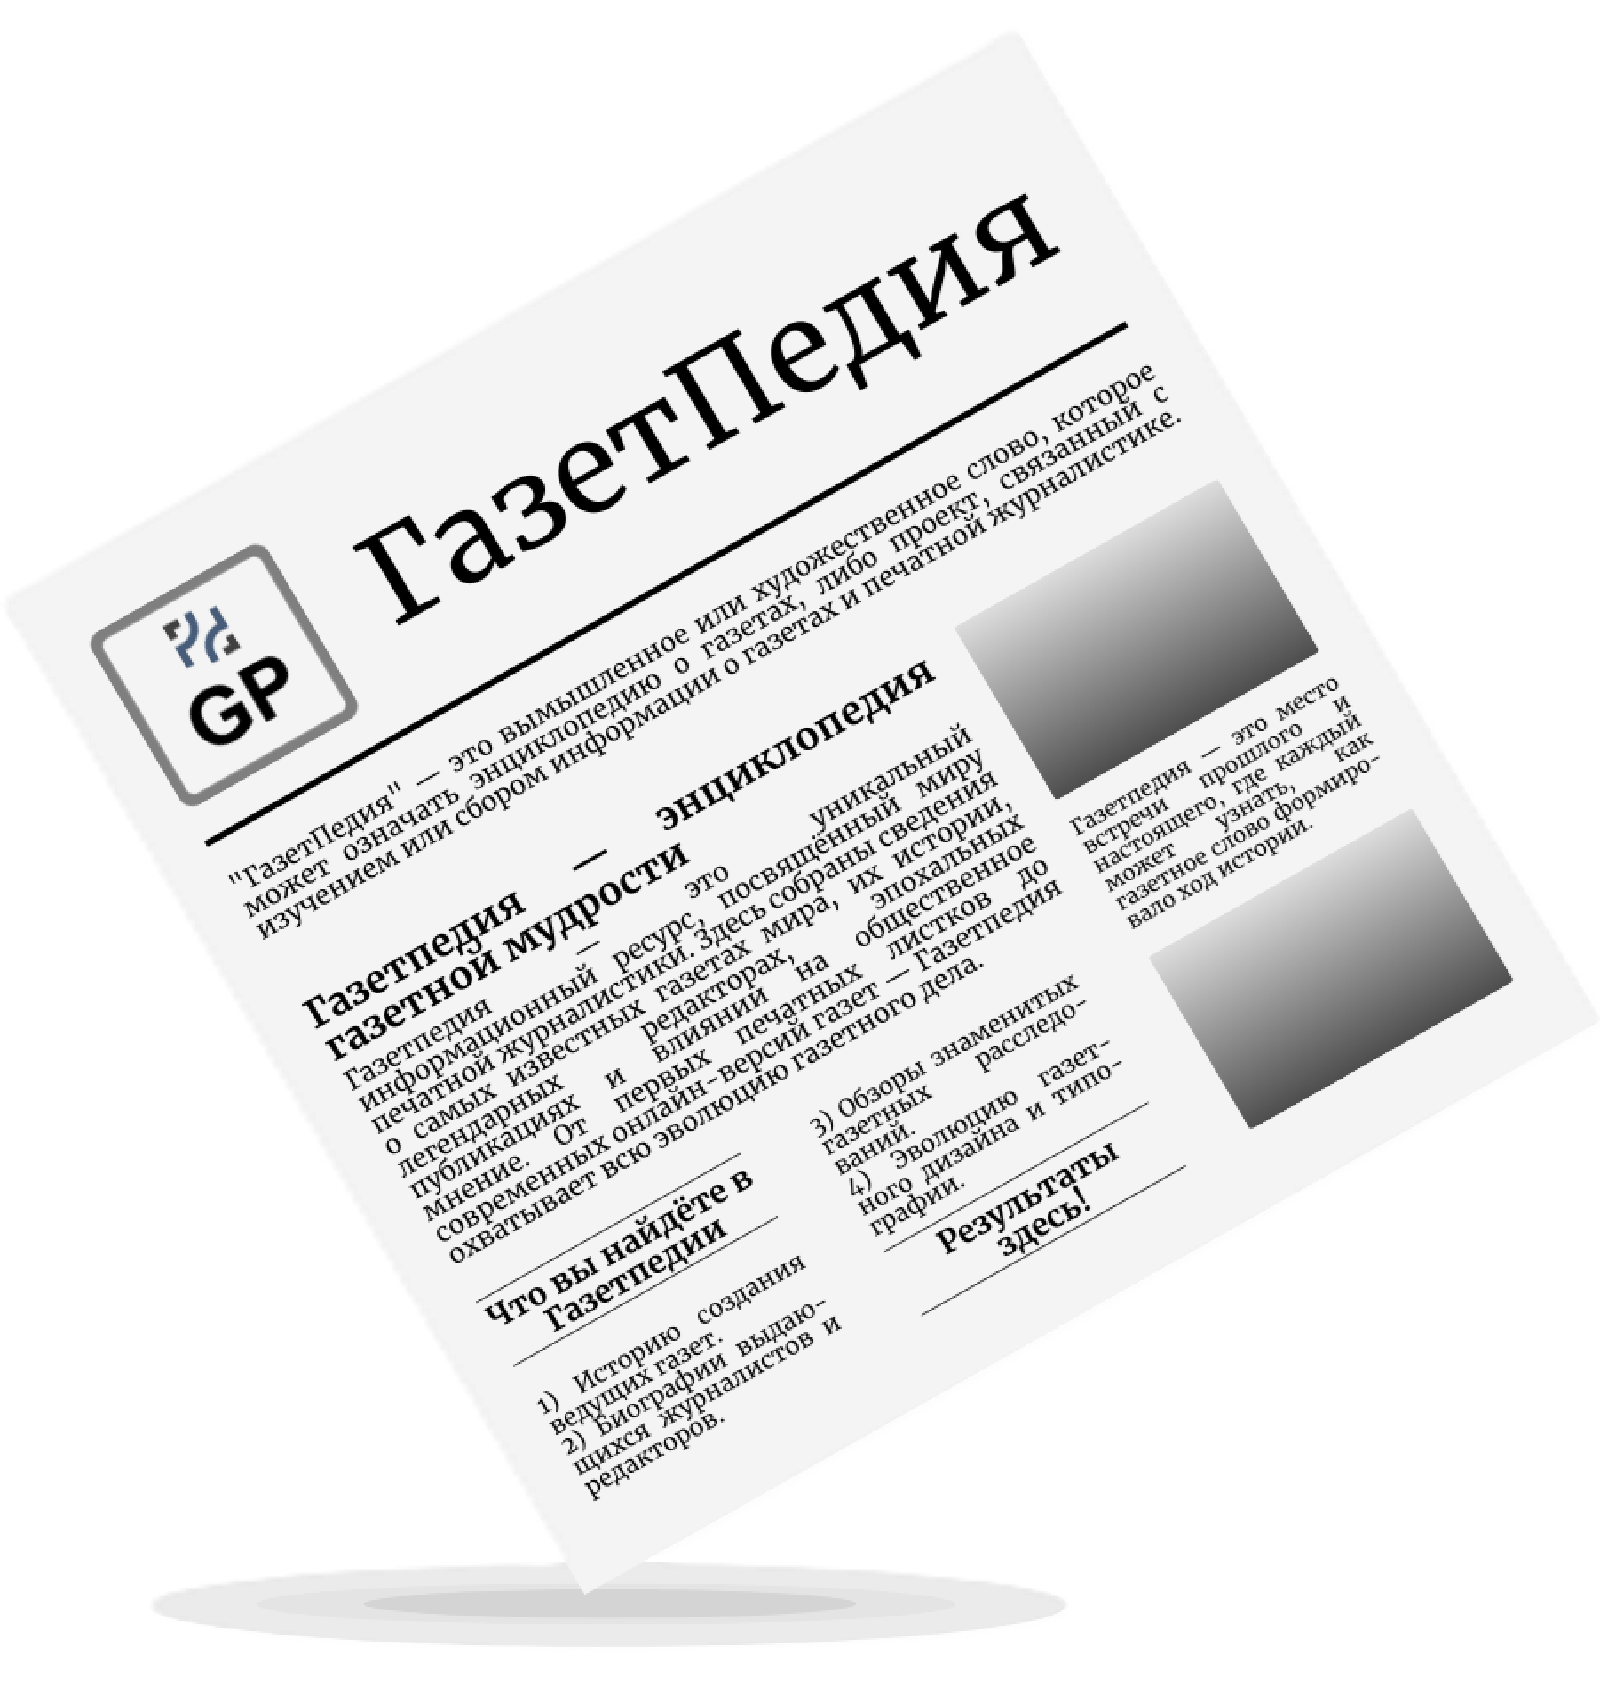 ГазетПедия
GP
"ГазетПедия" — это вымышленное или художественное слово, которое
может означать энциклопедию о газетах, либо проект, связанный с
изучением или сбором информации о газетах и печатной журналистике.
Газетпедия — энциклопедия
газетной мудрости
Газетпедия — это уникальный
информационный ресурс, посвящённый миру
печатной журналистики. Здесь собраны сведения
о самых известных газетах мира, их истории,
легендарных редакторах, эпохальных
публикациях и влиянии на общественное
мнение. От первых печатных листков до
современных онлайн-версий газет — Газетпедия
охватывает всю эволюцию газетного дела.
Что вы найдёте в
Газетпедии
1) Историю создания
ведущих газет.
2) Биографии выдаю-
щихся журналистов и
редакторов.
3) Обзоры знаменитых
газетных расследо-
ваний.
4) Эволюцию газет-
ного дизайна и типо-
графии.
Результаты
здесь!
Газетпедия — это место
встречи прошлого и
настоящего, где каждый
может узнать, как
газетное слово формиро-
вало ход истории.